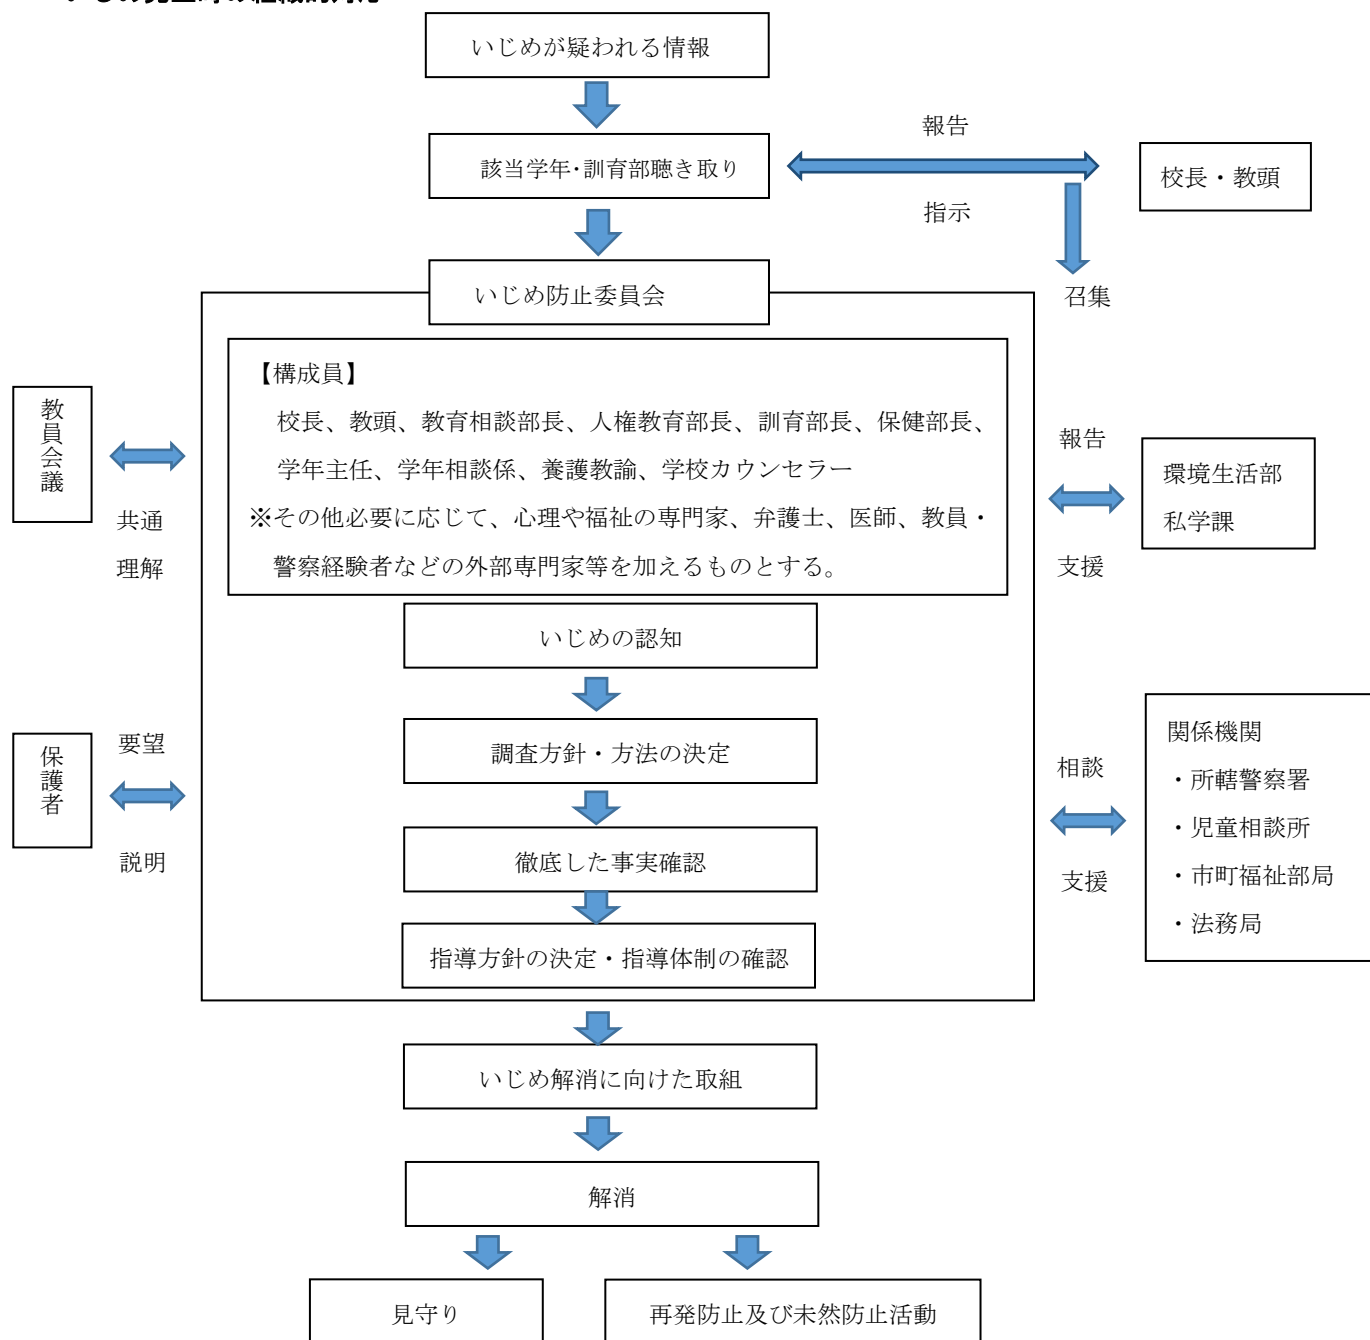 いじめが疑われる情報
報告
該当学年・訓育部聴き取り
校長・教頭
指示
召集
いじめ防止委員会
【構成員】
校長、教頭、教育相談部長、人権教育部長、訓育部長、保健部長、
学年主任、学年相談係、養護教諭、学校カウンセラー
※その他必要に応じて、心理や福祉の専門家、弁護士、医師、教員・
警察経験者などの外部専門家等を加えるものとする。
教員会議
共通
理解
報告
環境生活部
私学課
支援
いじめの認知
調査方針・方法の決定
徹底した事実確認
指導方針の決定・指導体制の確認
保護者
要望
説明
相談
支援
関係機関
・所轄警察署
・児童相談所
・市町福祉部局
・法務局
いじめ解消に向けた取組
解消
見守り
再発防止及び未然防止活動